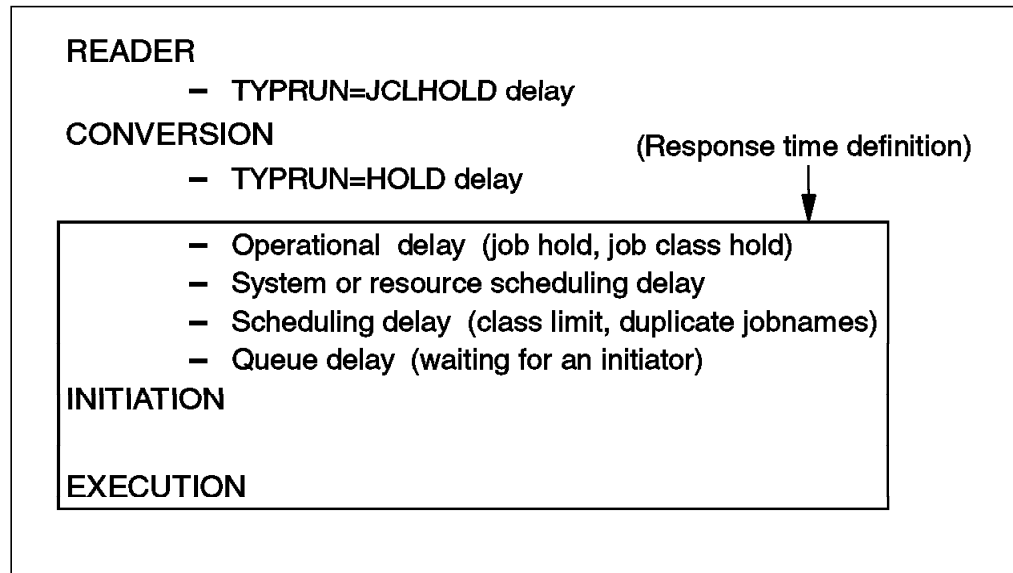 READER
– TYPRUN=JCLHOLD delay
CONVERSION
(Response time definition)
– TYPRUN=HOLD delay
– Operational delay (job hold, job class hold)
– System or resource scheduling delay
– Scheduling delay (class limit, duplicate jobnames)
– Queue delay (waiting for an initiator)
INITIATION
EXECUTION